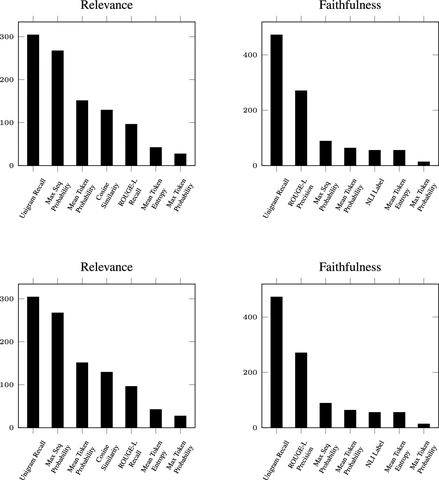 Relevance
Faithfulness
300
200
100
0
Unigram Recall
Max Seq
Probability
Mean Token
Probability
Cosine
Similarity
ROUGE-L
Recall
Mean Token
Entropy
Max Token
Probability
400
200
0
Unigram Recall
ROUGE-L
Precision
Max Seq
Probability
Mean Token
Probability
NLI Label
Mean Token
Entropy
Max Token
Probability
Relevance
Faithfulness
300
200
100
0
Unigram Recall
Max Seq
Probability
Mean Token
Probability
Cosine
Similarity
ROUGE-L
Recall
Mean Token
Entropy
Max Token
Probability
400
200
0
Unigram Recall
ROUGE-L
Precision
Max Seq
Probability
Mean Token
Probability
NLI Label
Mean Token
Entropy
Max Token
Probability